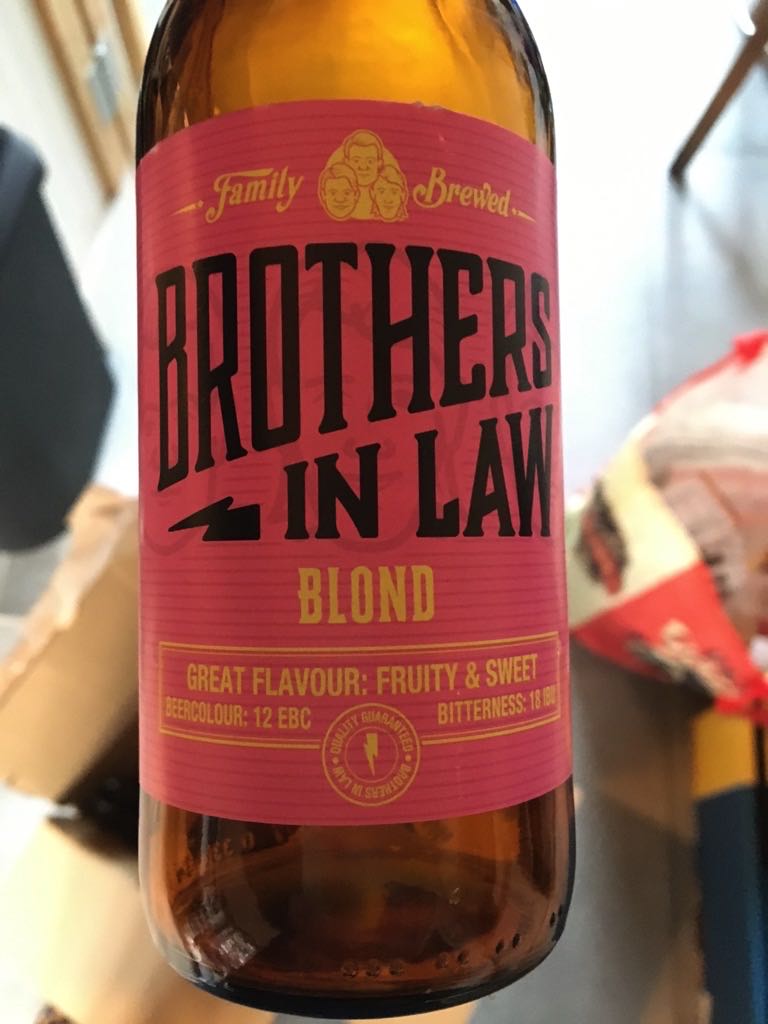 Family Brewed
BROTHERS
IN LAW
BLOND
GREAT FLAVOUR: FRUITY & SWEET
BEERCOLOUR: 12 EBC BITTERNESS: 18 IBU
QUALITY GUARANTEED
BROTHERS IN LAW